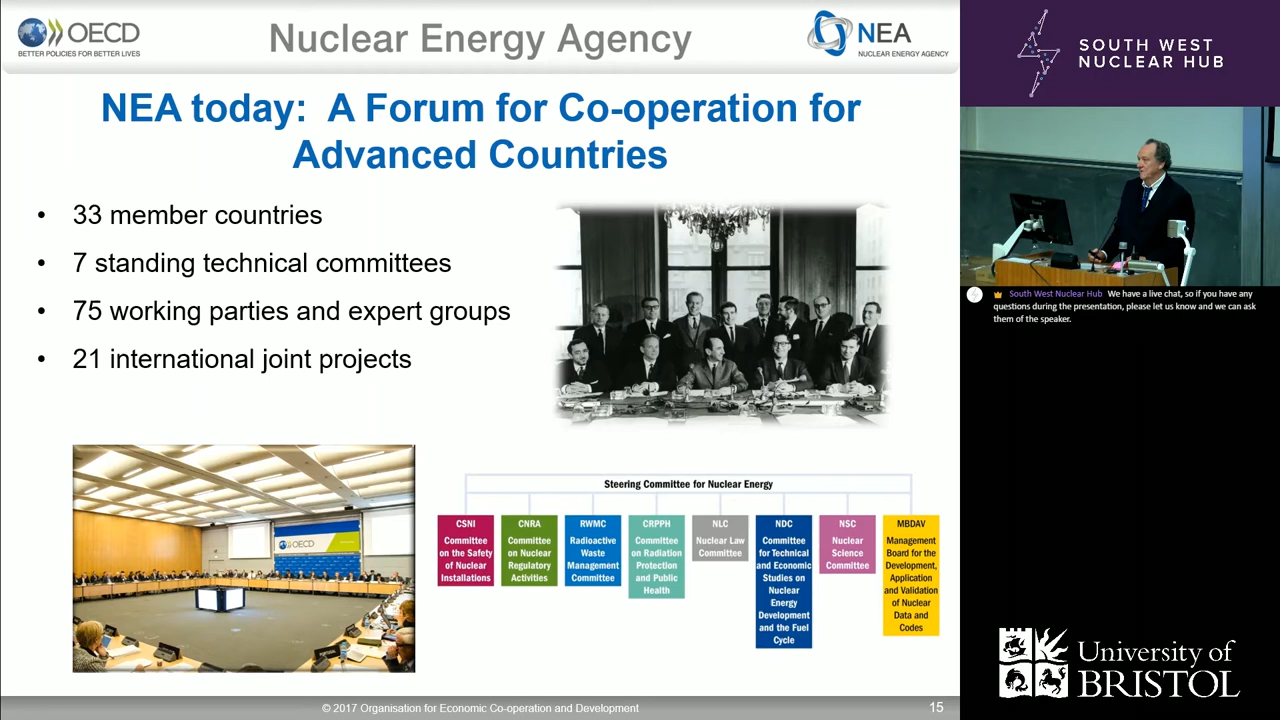 OECD
BETTER POLICIES FOR BETTER LIVES
Nuclear Energy Agency
NEA
NUCLEAR ENERGY AGENCY
NEA today: A Forum for Co-operation for
Advanced Countries
• 33 member countries
• 7 standing technical committees
• 75 working parties and expert groups
• 21 international joint projects
OECD
Steering Committee for Nuclear Energy
CSNI
Committee
on the Safety
of Nuclear
Installations
CNRA
Committee
on Nuclear
Regulatory
Activities
RWMC
Radioactive
Waste
Management
Committee
CRPPH
Committee
on Radiation
Protection
and Public
Health
NLC
Nuclear Law
Committee
NDC
Committee
for Technical
and Economic
Studies on
Nuclear
Energy
Development
and the Fuel
Cycle
NSC
Nuclear
Science
Committee
MBDAV
Management
Board for the
Development,
Application
and Validation
of Nuclear
Data and
Codes
© 2017 Organisation for Economic Co-operation and Development
15
SOUTH WEST
NUCLEAR HUB
South West Nuclear Hub We have a live chat, so if you have any
questions during the presentation, please let us know and we can ask
them of the speaker.
University of
BRISTOL